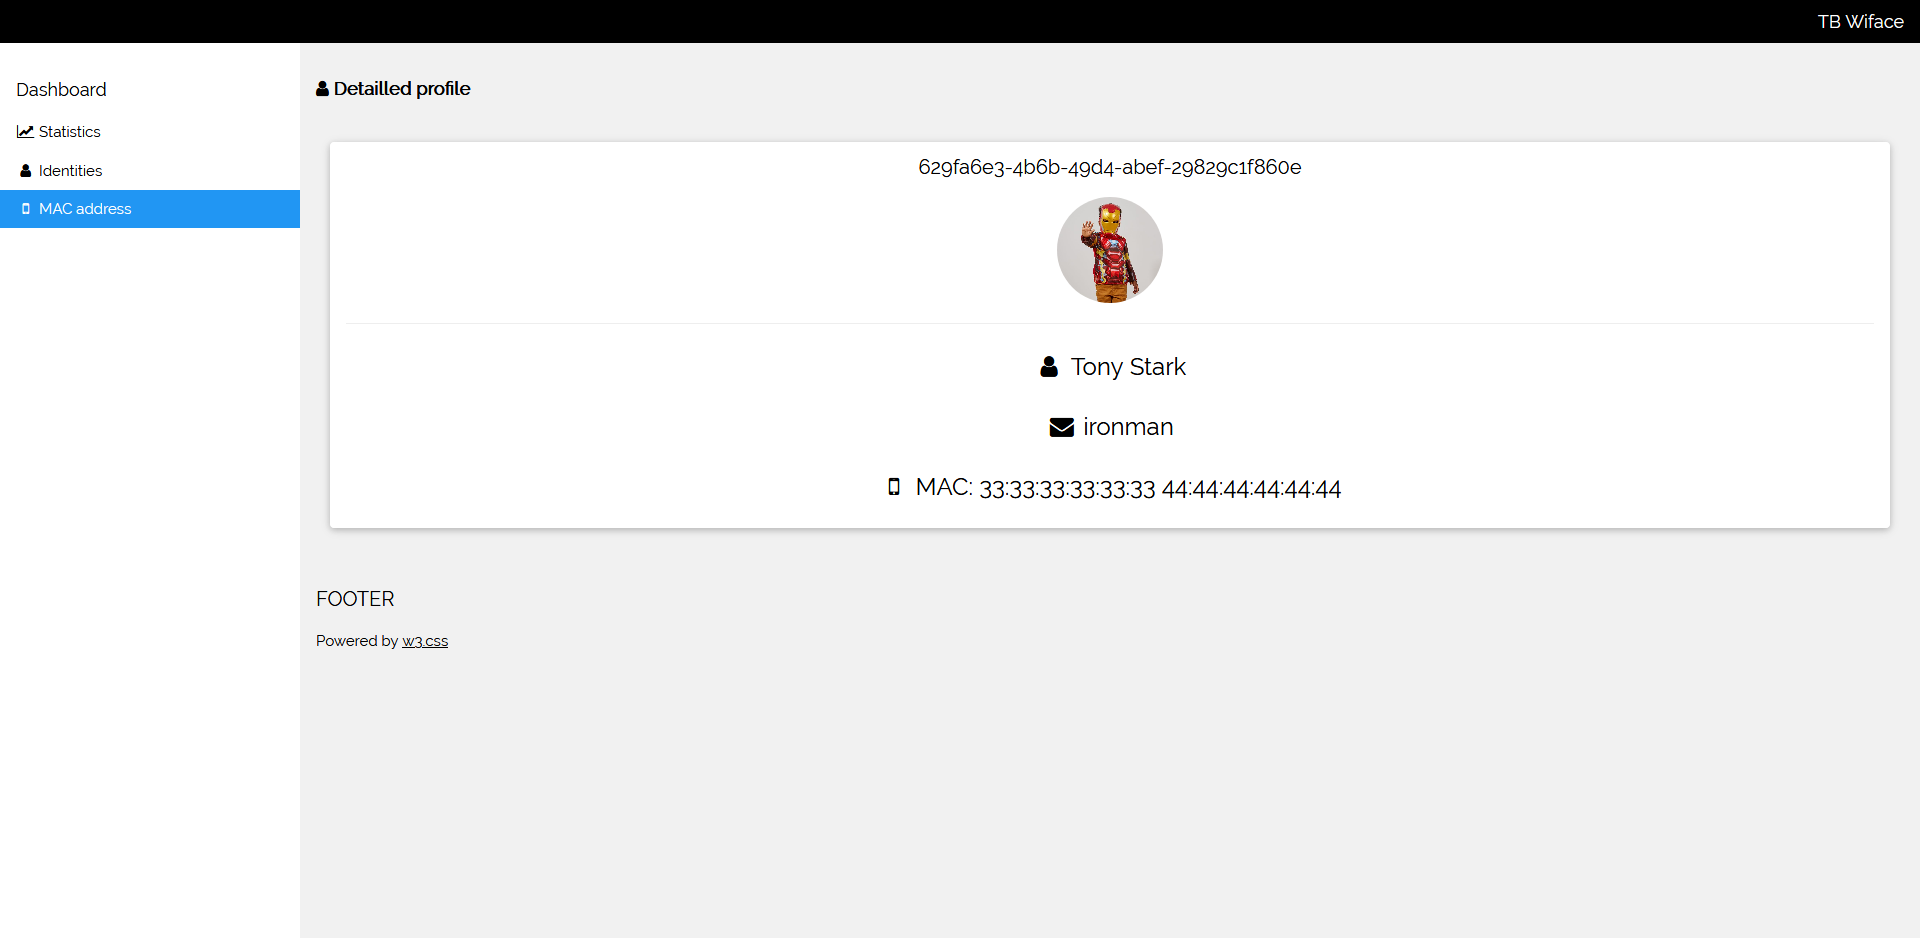 TB Wiface
Dashboard
Statistics
Identities
MAC address
Detailled profile
629fa6e3-4b6b-49d4-abef-29829c1f860e
Tony Stark
ironman
MAC: 33:33:33:33:33:33 44:44:44:44:44:44
FOOTER
Powered by w3.css